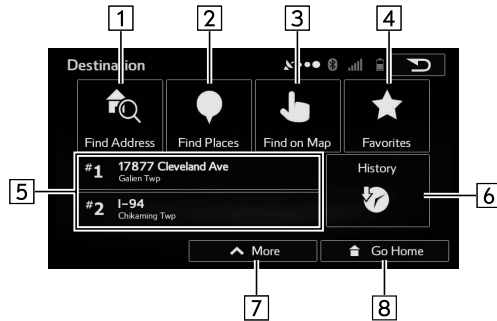 1 2 3 4
Destination
Find Address Find Places Find on Map Favorites
5
#1 17877 Cleveland Ave
Galien Twp
#2 I-94
Chikaming Twp
History
6
More Go Home
7 8